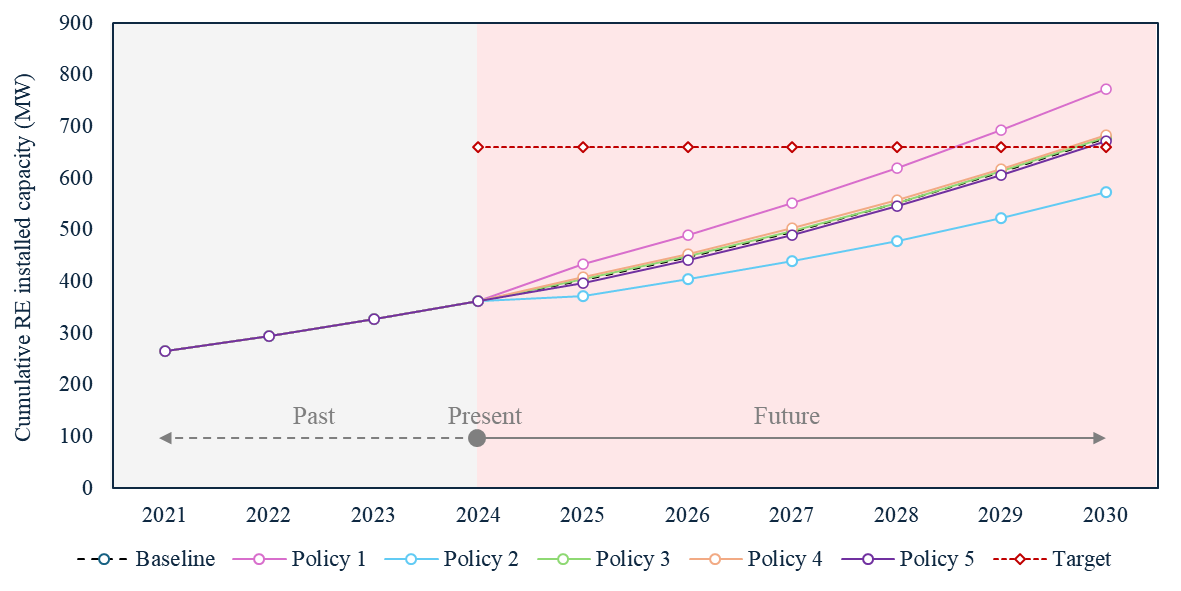 Cumulative RE installed capacity (MW)
900
800
700
600
500
400
300
200
100
0
Past
Present
Future
2021 2022 2023 2024 2025 2026 2027 2028 2029 2030
Baseline Policy 1 Policy 2 Policy 3 Policy 4 Policy 5 Target